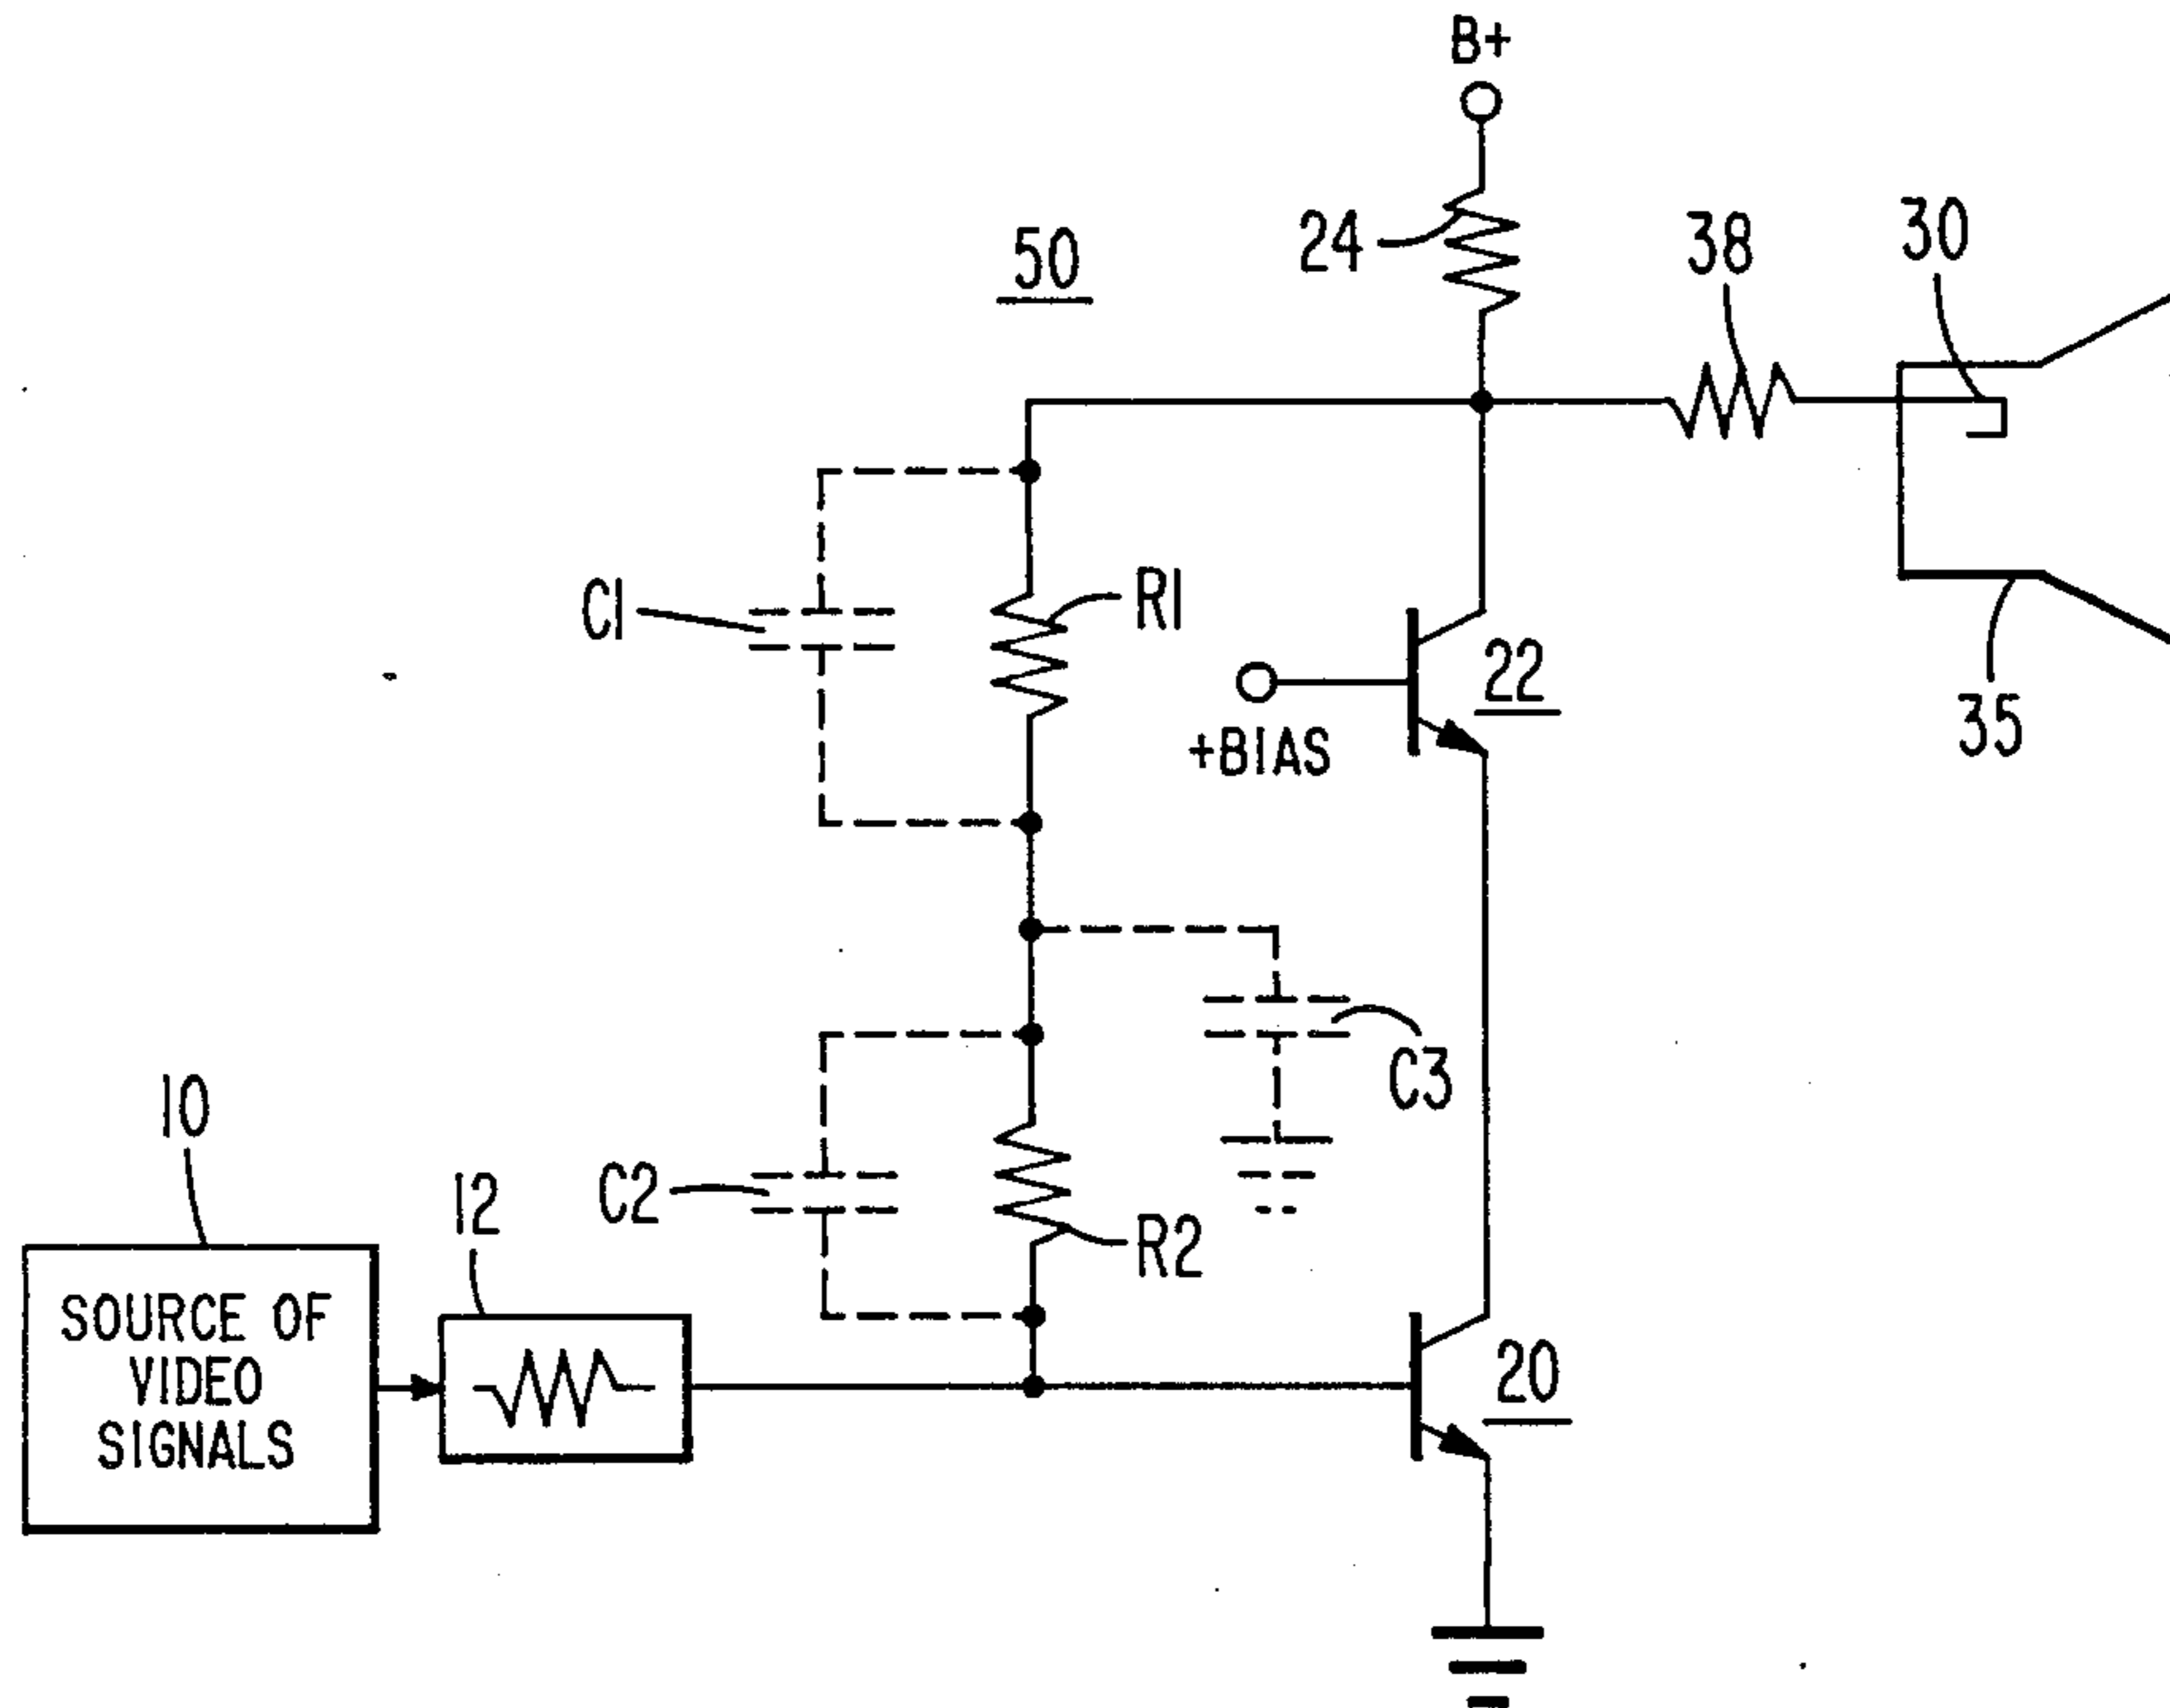 B+
50
24
38
30
C1
R1
22
+BIAS
35
C3
10
12
C2
R2
SOURCE OF
VIDEO
SIGNALS
20